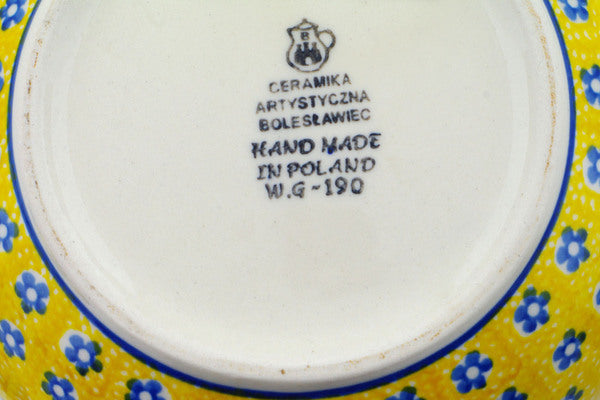 B
CERAMIKA
ARTYSTYCZNA
BOLESŁAWIEC
HAND MADE
IN POLAND
W.G-190